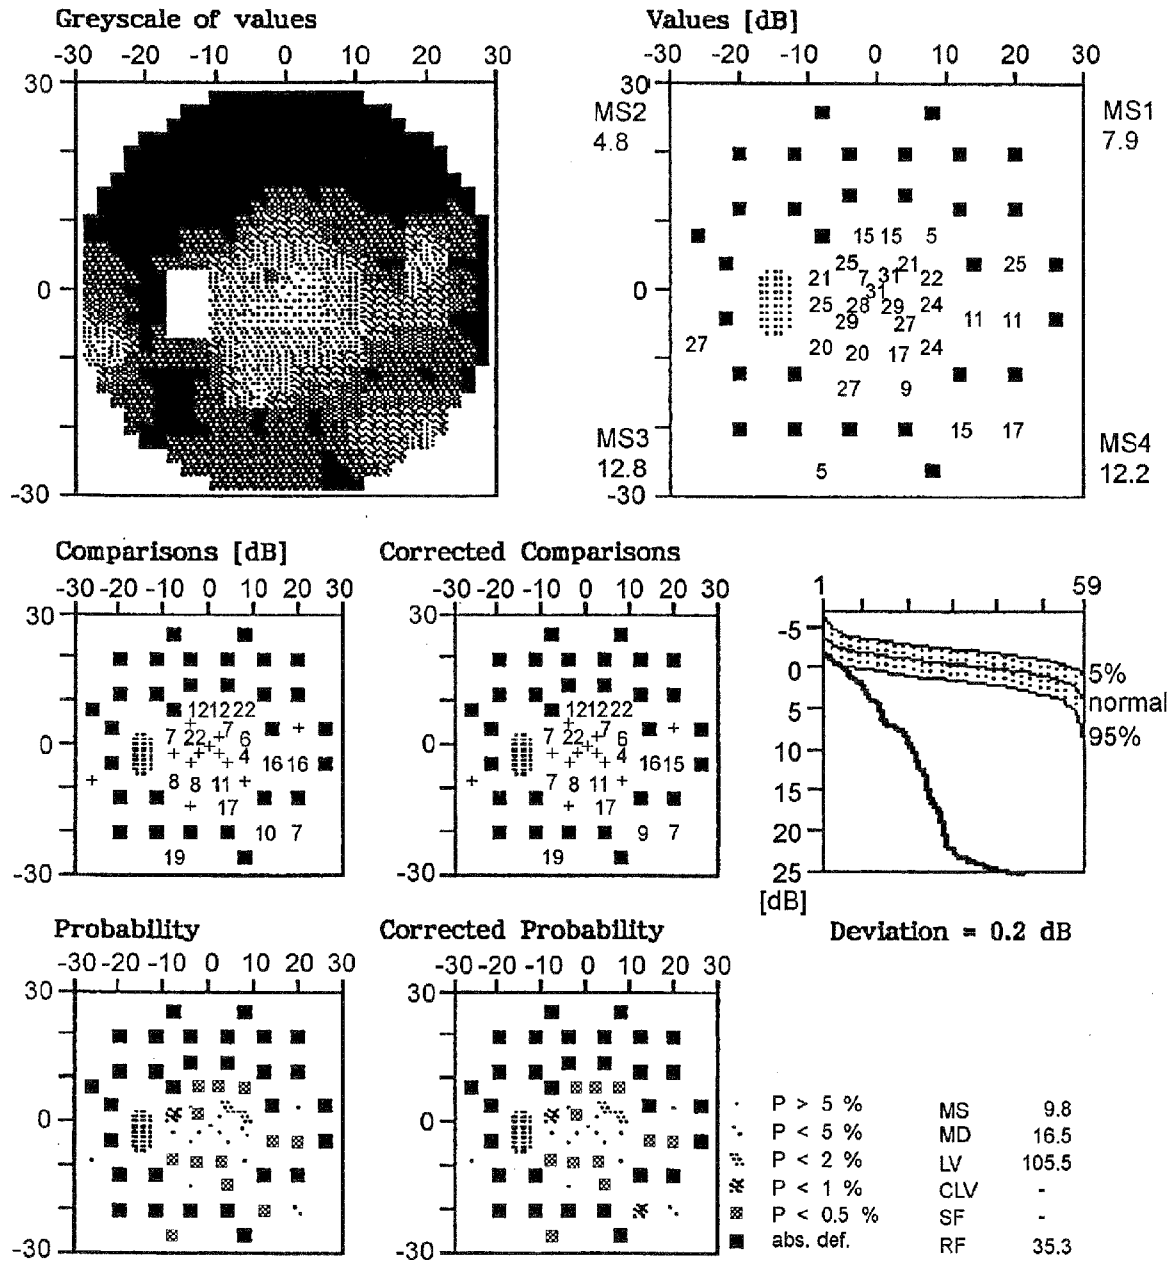 Greyscale of values
-30 -20 -10 0 10 20 30
30
0
-30
Values [dB]
-30 -20 -10 0 10 20 30
30
0
-30
MS2
4.8
MS1
7.9
15 15 5
25 21 25
21 7 31 22
31
25 28 29 24
29 27 11 11
27
20 20 17 24
27 9
15 17
5
MS3
12.8
MS4
12.2
Comparisons [dB]
-30 -20 -10 0 10 20 30
30
0
-30
12 12 22
7 +
7 22 + 6
+ + + 4
+ + 16 16
+ 8 8 11 +
+ 17
10 7
19
Corrected Comparisons
-30 -20 -10 0 10 20 30
30
0
-30
12 12 22
7 +
7 22 + 6
+ + + 4
+ + 16 15
+ 7 8 11 +
+ 17
9 7
19
1 59
-5
0
5
10
15
20
25
[dB]
5%
normal
95%
Deviation = 0.2 dB
Probability
-30 -20 -10 0 10 20 30
30
0
-30
Corrected Probability
-30 -20 -10 0 10 20 30
30
0
-30
P > 5 %
P < 5 %
P < 2 %
P < 1 %
P < 0.5 %
abs. def.
MS 9.8
MD 16.5
LV 105.5
CLV -
SF -
RF 35.3